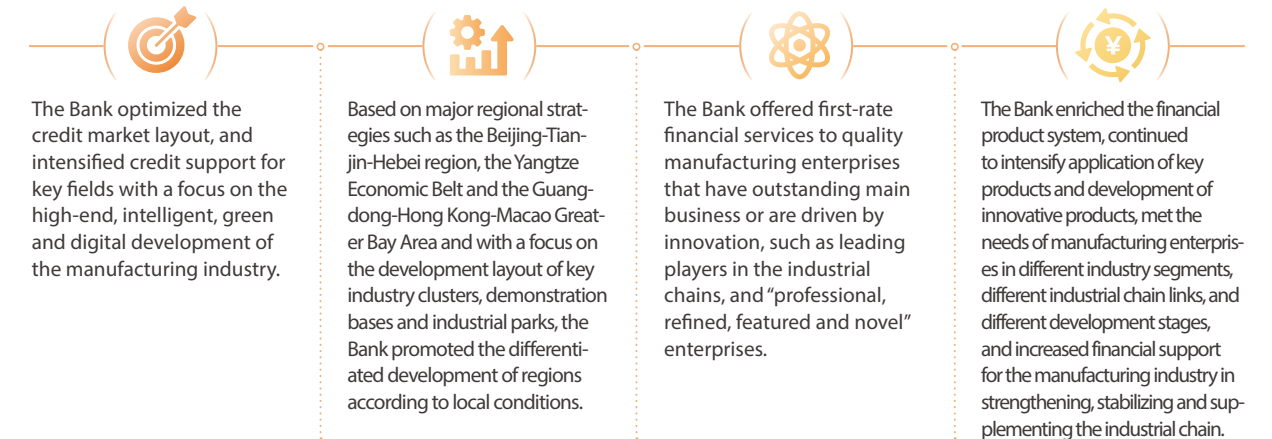 The Bank optimized the
credit market layout, and
intensified credit support for
key fields with a focus on the
high-end, intelligent, green
and digital development of
the manufacturing industry.
Based on major regional strat-
egies such as the Beijing-Tian-
jin-Hebei region, the Yangtze
Economic Belt and the Guang-
dong-Hong Kong-Macao Great-
er Bay Area and with a focus on
the development layout of key
industry clusters, demonstration
bases and industrial parks, the
Bank promoted the differenti-
ated development of regions
according to local conditions.
The Bank offered first-rate
financial services to quality
manufacturing enterprises
that have outstanding main
business or are driven by
innovation, such as leading
players in the industrial
chains, and “professional,
refined, featured and novel”
enterprises.
¥
The Bank enriched the financial
product system, continued
to intensify application of key
products and development of
innovative products, met the
needs of manufacturing enterpris-
es in different industry segments,
different industrial chain links, and
different development stages,
and increased financial support
for the manufacturing industry in
strengthening, stabilizing and sup-
plementing the industrial chain.